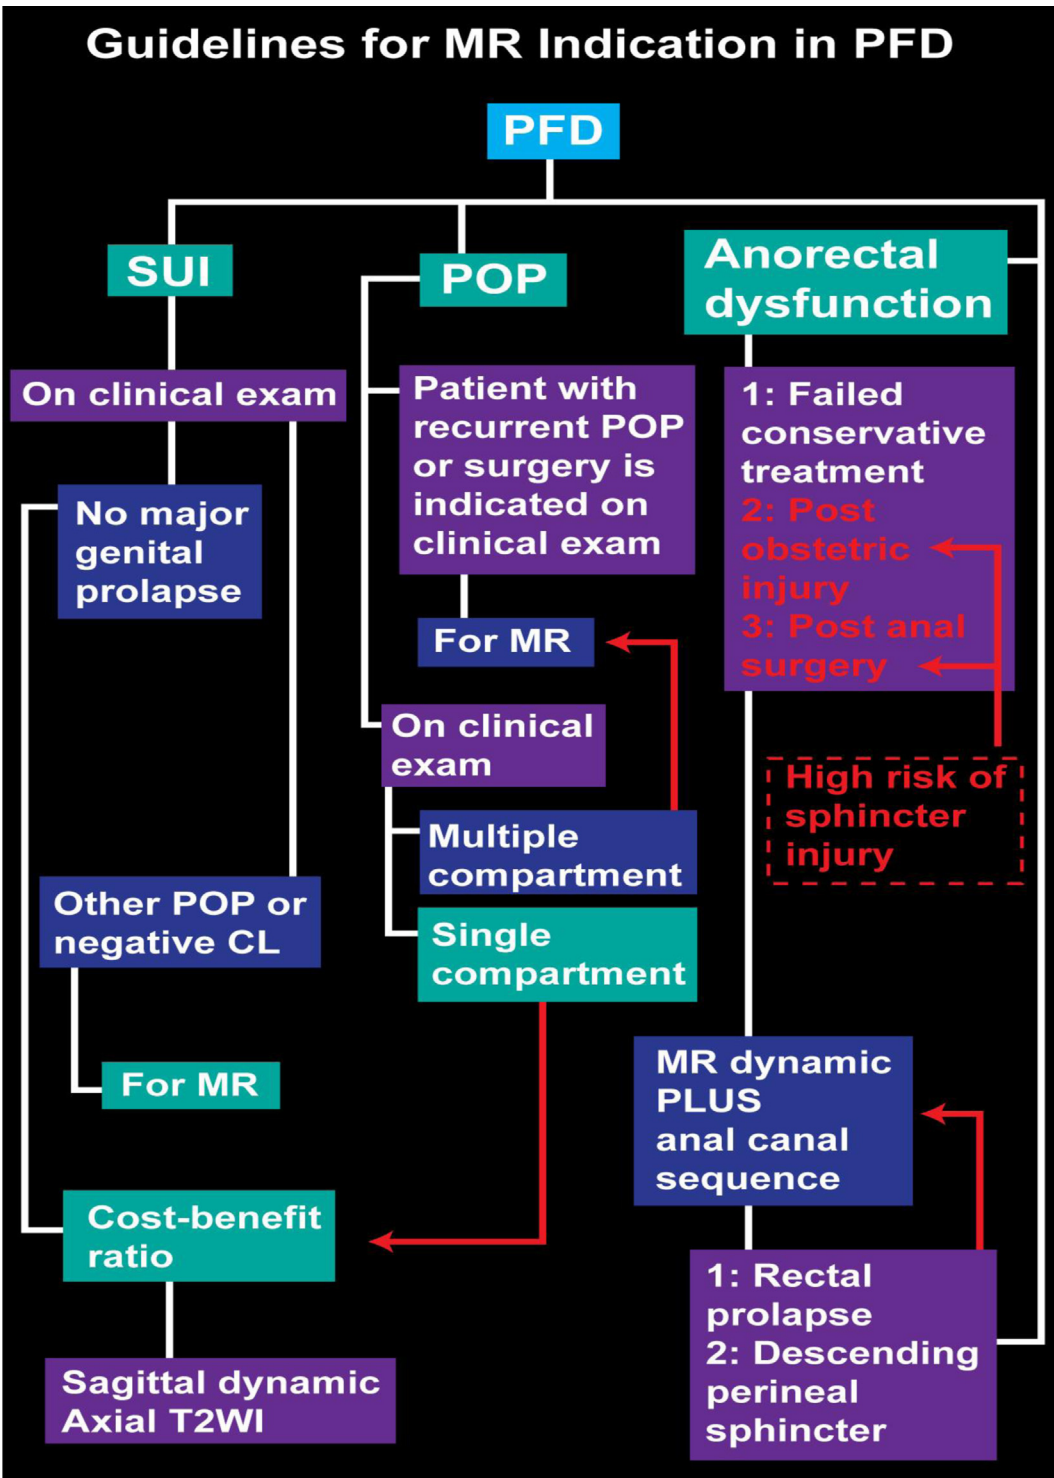 Guidelines for MR Indication in PFD
PFD
SUI
On clinical exam
No major
genital
prolapse
Other POP or
negative CL
For MR
Cost-benefit
ratio
Sagittal dynamic
Axial T2WI
POP
Patient with
recurrent POP
or surgery is
indicated on
clinical exam
For MR
On clinical
exam
Multiple
compartment
Single
compartment
Anorectal
dysfunction
1: Failed
conservative
treatment
2: Post
obstetric
injury
3: Post anal
surgery
High risk of
sphincter
injury
MR dynamic
PLUS
anal canal
sequence
1: Rectal
prolapse
2: Descending
perineal
sphincter